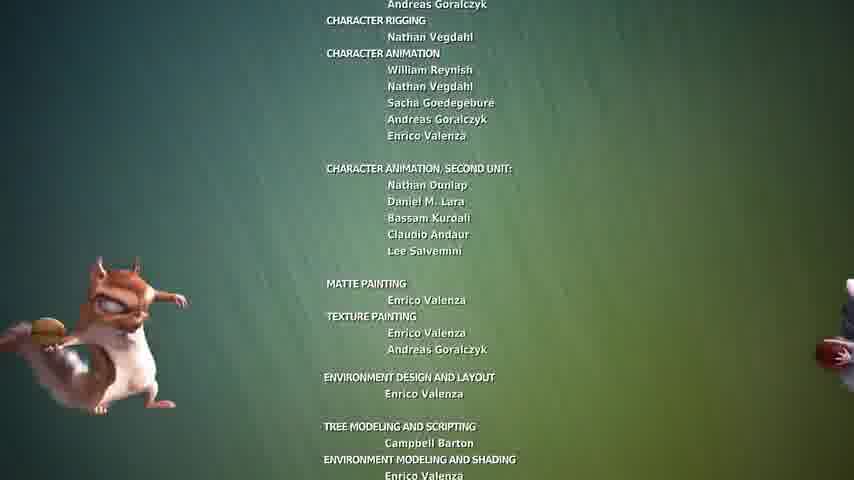 Andreas Goralczyk
CHARACTER RIGGING
Nathan Vegdahl
CHARACTER ANIMATION
William Reynish
Nathan Vegdahl
Sacha Goedegebure
Andreas Goralczyk
Enrico Valenza
CHARACTER ANIMATION, SECOND UNIT:
Nathan Dunlap
Daniel M. Lara
Bassam Kurdali
Claudio Andaur
Lee Salvemini
MATTE PAINTING
Enrico Valenza
TEXTURE PAINTING
Enrico Valenza
Andreas Goralczyk
ENVIRONMENT DESIGN AND LAYOUT
Enrico Valenza
TREE MODELING AND SCRIPTING
Campbell Barton
ENVIRONMENT MODELING AND SHADING
Enrico Valenza